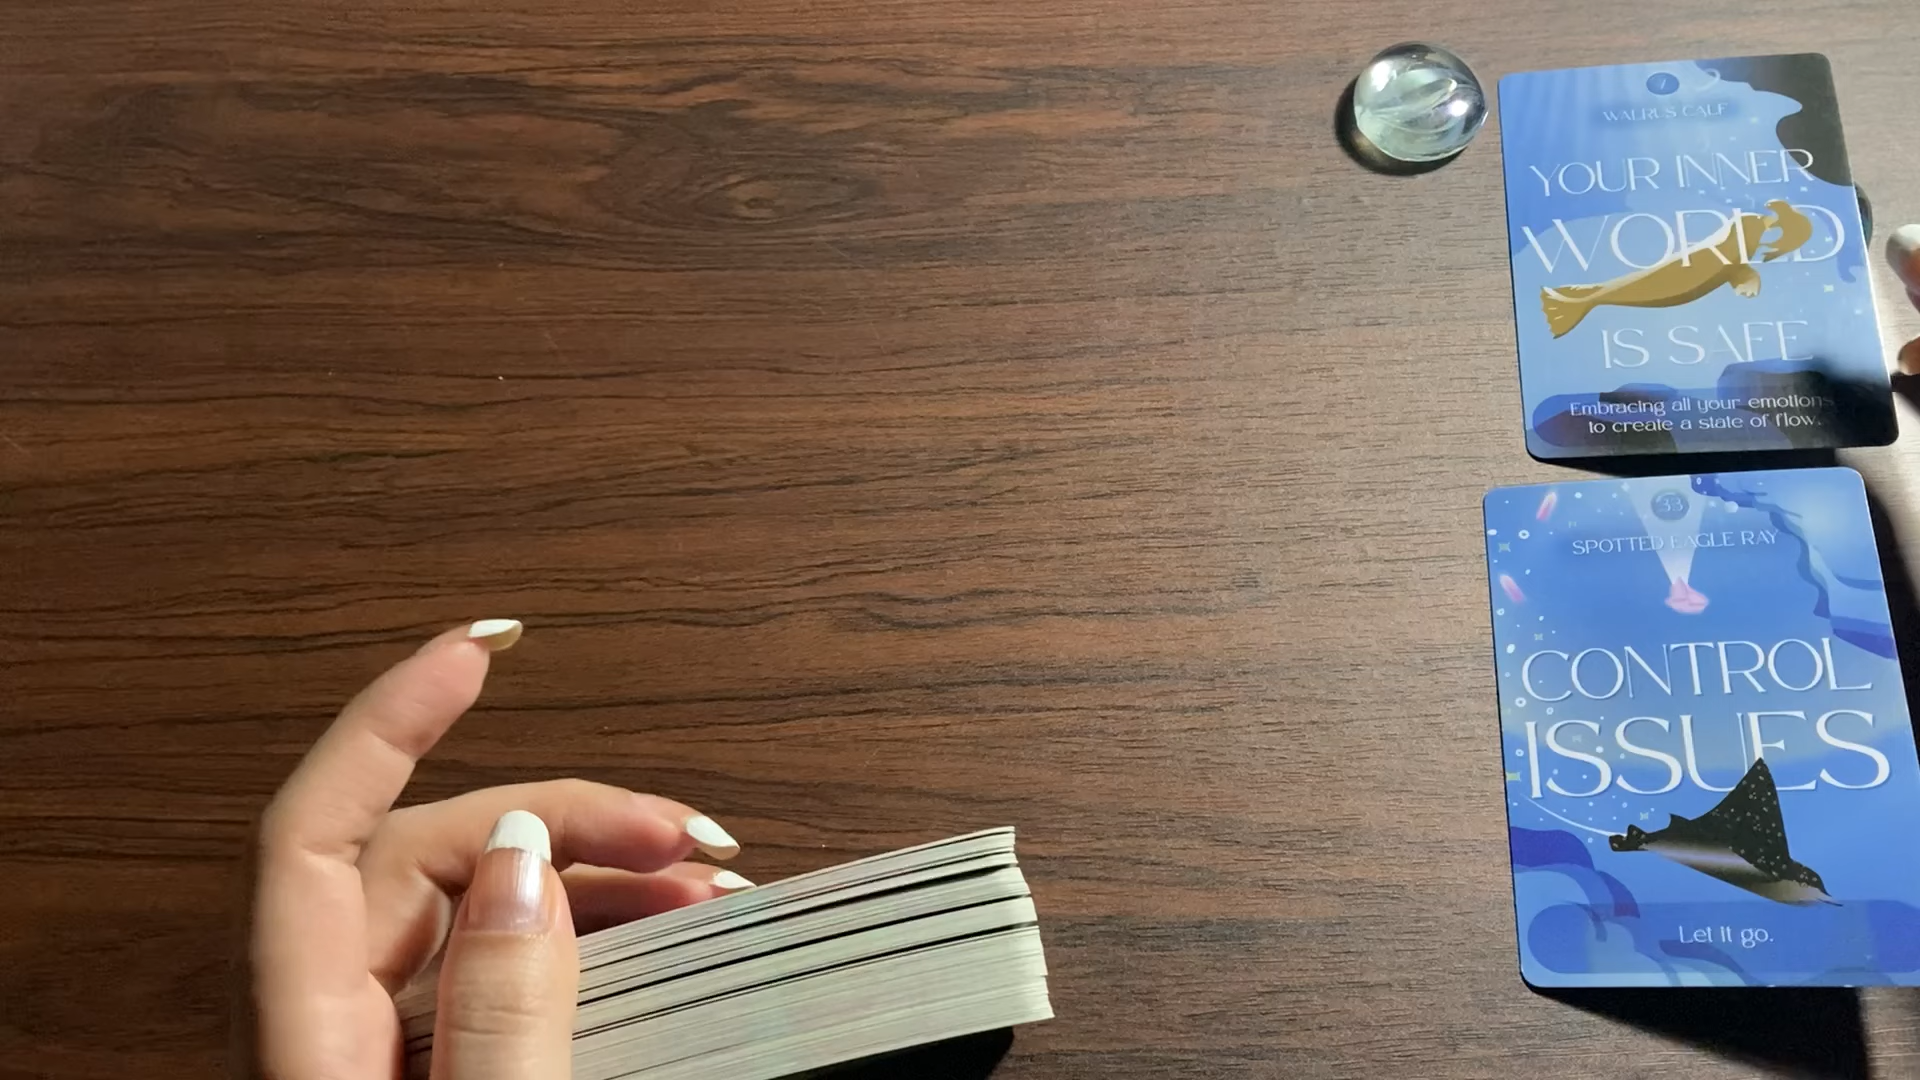 1
WALRUS CALF
YOUR INNER
WORLD
IS SAFE
Embracing all your emotions
to create a state of flow.
33
SPOTTED EAGLE RAY
CONTROL
ISSUES
Let it go.